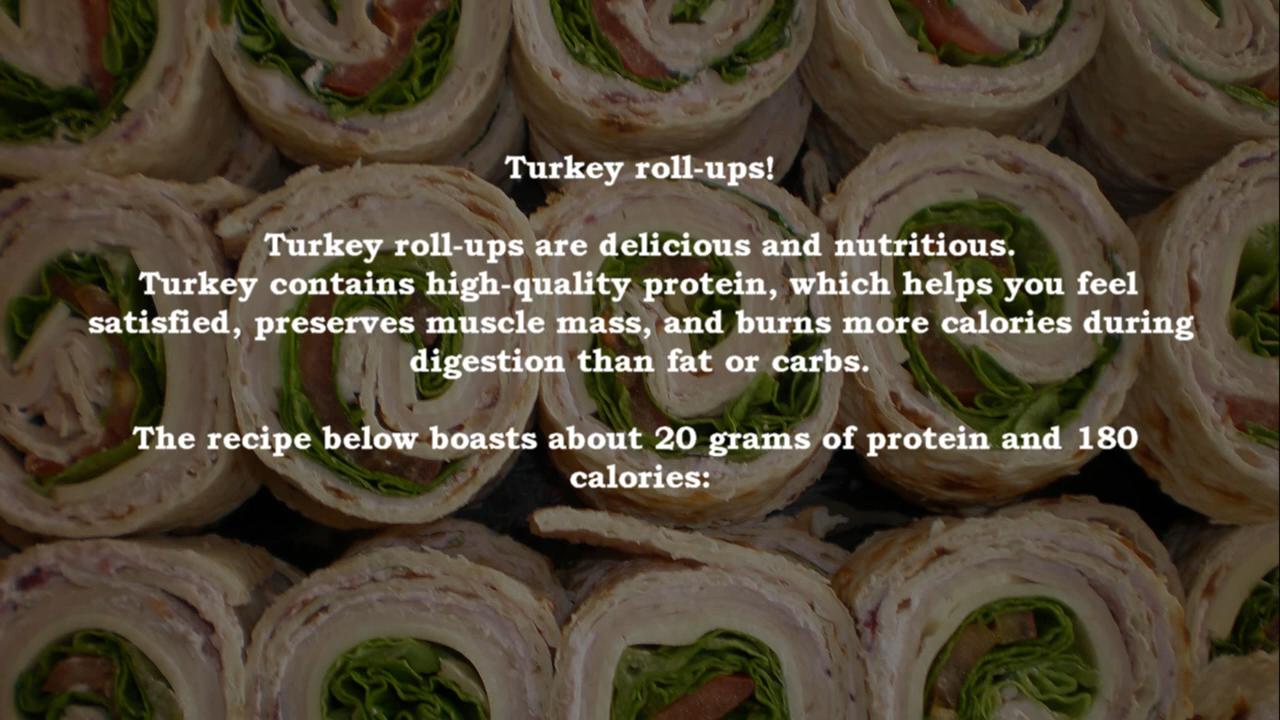 Turkey roll-ups!
Turkey roll-ups are delicious and nutritious.
Turkey contains high-quality protein, which helps you feel
satisfied, preserves muscle mass, and burns more calories during
digestion than fat or carbs.
The recipe below boasts about 20 grams of protein and 180
calories: